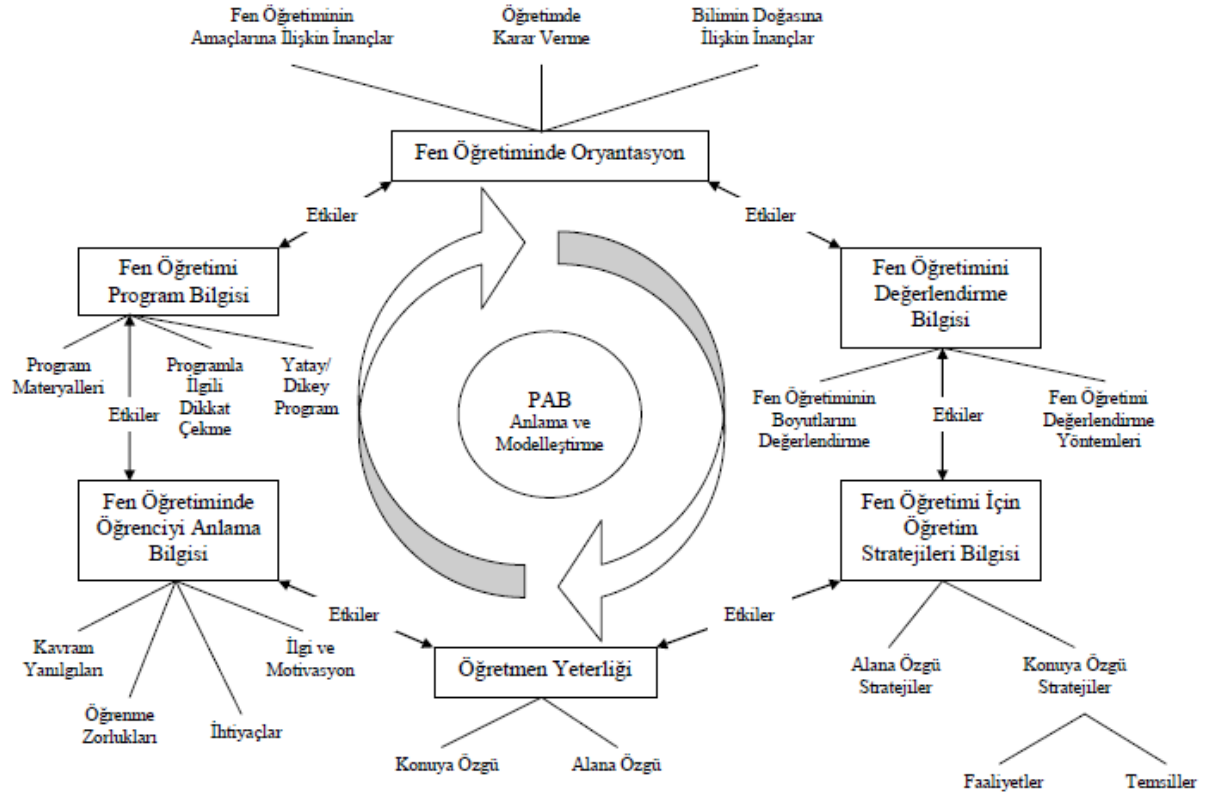 Fen Öğretiminin
Amaçlarına İlişkin İnançlar
Öğretimde
Karar Verme
Bilimin Doğasına
İlişkin İnançlar
Fen Öğretiminde Oryantasyon
Etkiler
Etkiler
Fen Öğretimi
Program Bilgisi
Fen Öğretimini
Değerlendirme
Bilgisi
Program
Materyalleri
Programla
İlgili
Dikkat
Çekme
Yatay/
Dikey
Program
Etkiler
PAB
Anlama ve
Modelleştirme
Fen Öğretiminin
Boyutlarını
Değerlendirme
Etkiler
Fen Öğretimi
Değerlendirme
Yöntemleri
Fen Öğretiminde
Öğrenciyi Anlama
Bilgisi
Fen Öğretimi İçin
Öğretim
Stratejileri Bilgisi
Etkiler
Etkiler
Kavram
Yanılgıları
İlgi ve
Motivasyon
Öğrenme
Zorlukları
İhtiyaçlar
Öğretmen Yeterliği
Konuya Özgü
Alana Özgü
Alana Özgü
Stratejiler
Konuya Özgü
Stratejiler
Faaliyetler
Temsiller